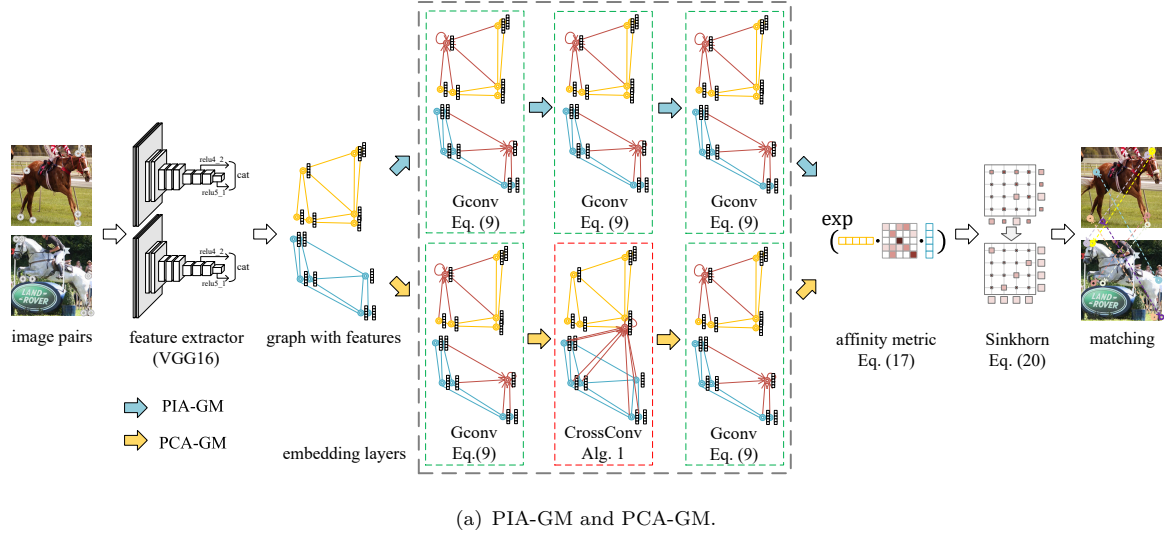 relu4_2
cat
relu5_1
relu4_2
cat
relu5_1
LAND-
ROVER
image pairs
feature extractor
(VGG16)
graph with features
Gconv
Eq. (9)
Gconv
Eq. (9)
Gconv
Eq. (9)
Gconv
Eq.(9)
CrossConv
Alg. 1
Gconv
Eq. (9)
embedding layers
PIA-GM
PCA-GM
exp
( · · )
affinity metric
Eq. (17)
Sinkhorn
Eq. (20)
LAND-
ROVER
matching
(a) PIA-GM and PCA-GM.